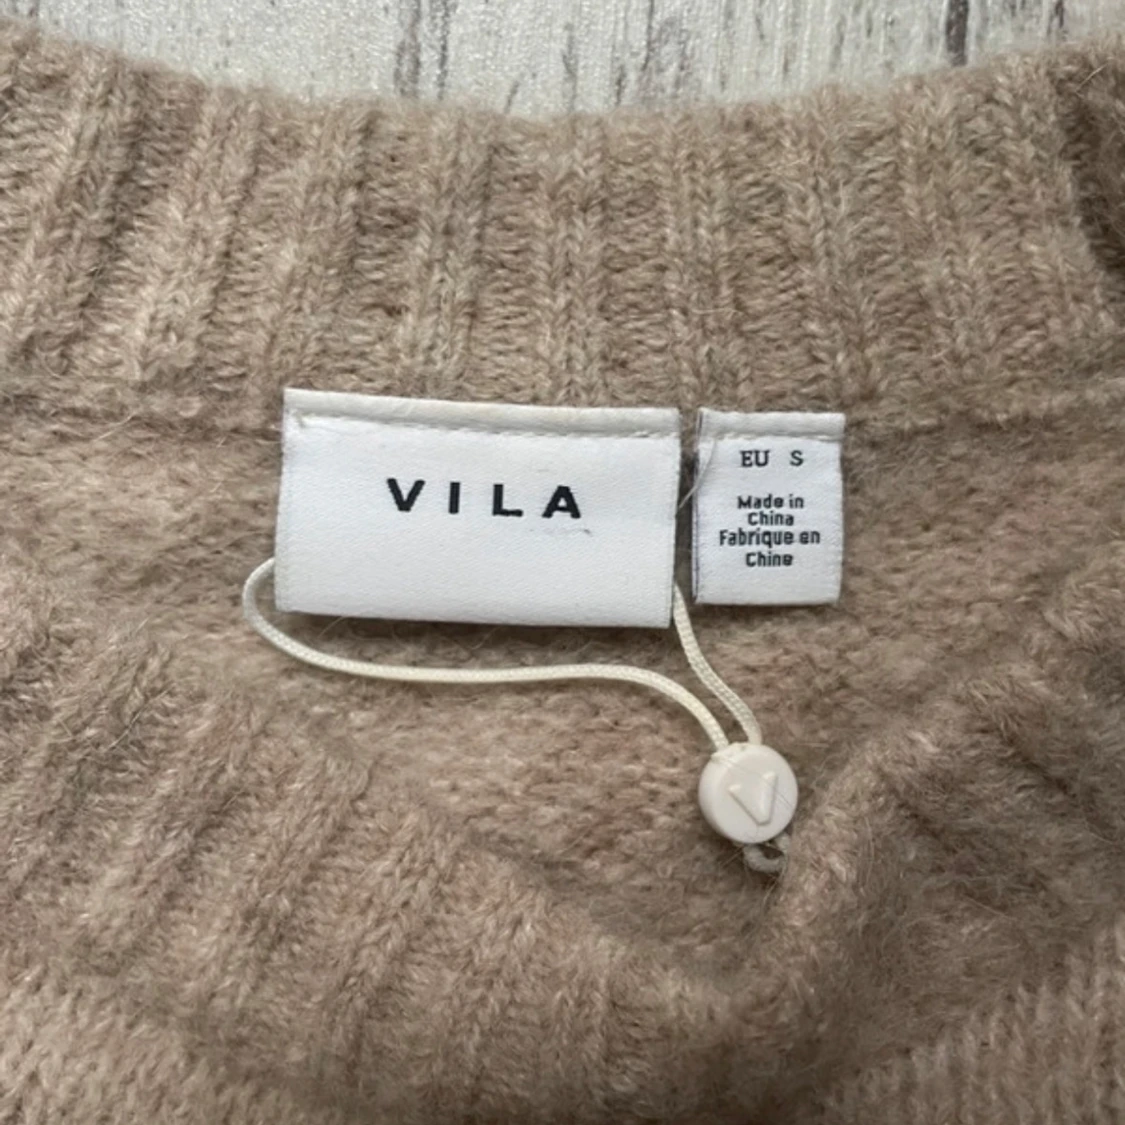 VILA
EU S
Made in
China
Fabrique en
Chine
V